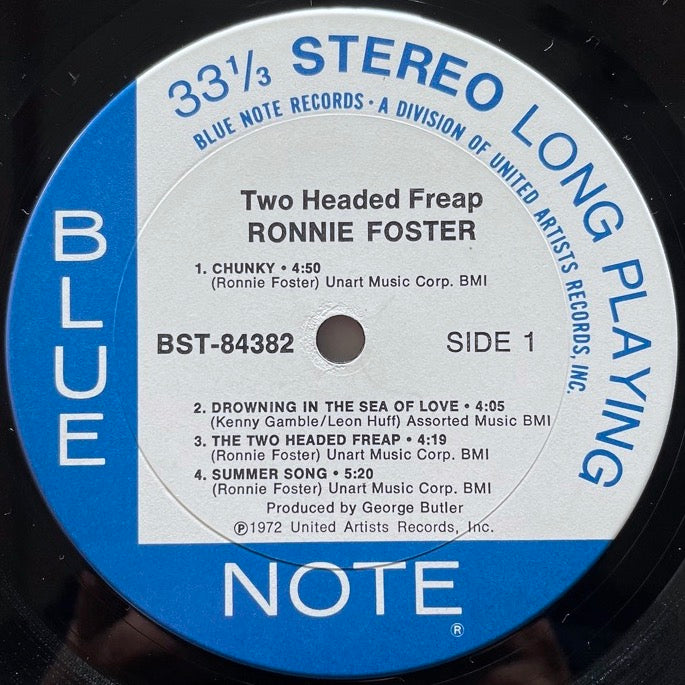 33⅓ STEREO LONG PLAYING
BLUE NOTE RECORDS • A DIVISION OF UNITED ARTISTS RECORDS, INC.
Two Headed Freap
RONNIE FOSTER
1. CHUNKY • 4:50
(Ronnie Foster) Unart Music Corp. BMI
BST-84382
SIDE 1
2. DROWNING IN THE SEA OF LOVE • 4:05
(Kenny Gamble/Leon Huff) Assorted Music BMI
3. THE TWO HEADED FREAP • 4:19
(Ronnie Foster) Unart Music Corp. BMI
4. SUMMER SONG • 5:20
(Ronnie Foster) Unart Music Corp. BMI
Produced by George Butler
℗1972 United Artists Records, Inc.
BLUE
NOTE
®